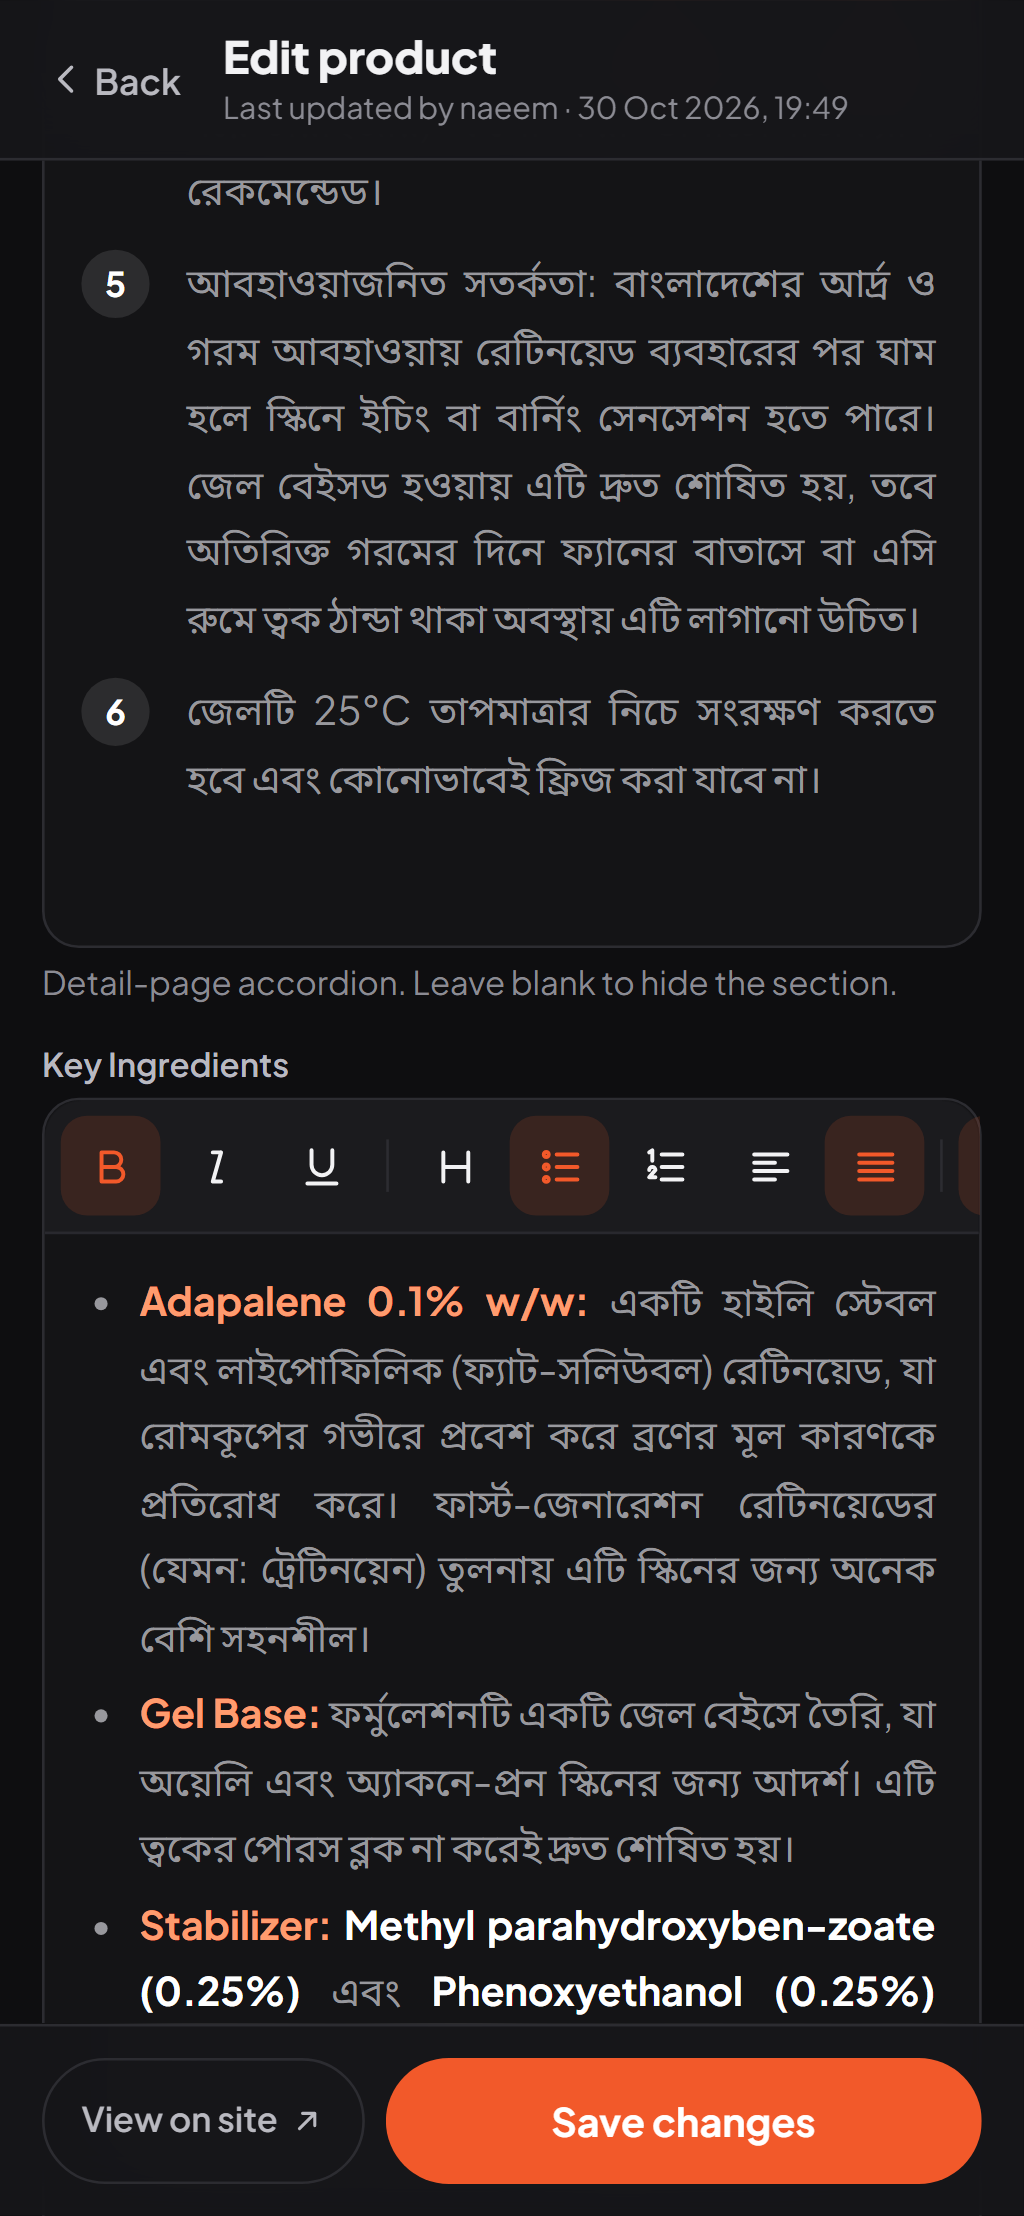 Back
Edit product
Last updated by naeem · 30 Oct 2026, 19:49
রেকমেন্ডেড।
5
আবহাওয়াজনিত সতর্কতা: বাংলাদেশের আর্দ্র ও
গরম আবহাওয়ায় রেটিনয়েড ব্যবহারের পর ঘাম
হলে স্কিনে ইচিং বা বার্নিং সেনসেশন হতে পারে।
জেল বেইসড হওয়ায় এটি দ্রুত শোষিত হয়, তবে
অতিরিক্ত গরমের দিনে ফ্যানের বাতাসে বা এসি
রুমে ত্বক ঠান্ডা থাকা অবস্থায় এটি লাগানো উচিত।
6
জেলটি 25°C তাপমাত্রার নিচে সংরক্ষণ করতে
হবে এবং কোনোভাবেই ফ্রিজ করা যাবে না।
Detail-page accordion. Leave blank to hide the section.
Key Ingredients
B I U H
• Adapalene 0.1% w/w: একটি হাইলি স্টেবল
এবং লাইপোফিলিক (ফ্যাট-সলিউবল) রেটিনয়েড, যা
রোমকূপের গভীরে প্রবেশ করে ব্রণের মূল কারণকে
প্রতিরোধ করে। ফার্স্ট-জেনারেশন রেটিনয়েডের
(যেমন: ট্রেটিনয়েন) তুলনায় এটি স্কিনের জন্য অনেক
বেশি সহনশীল।
• Gel Base: ফর্মুলেশনটি একটি জেল বেইসে তৈরি, যা
অয়েলি এবং অ্যাকনে-প্রন স্কিনের জন্য আদর্শ। এটি
ত্বকের পোরস ব্লক না করেই দ্রুত শোষিত হয়।
• Stabilizer: Methyl parahydroxyben-zoate
(0.25%) এবং Phenoxyethanol (0.25%)
View on site ↗
Save changes